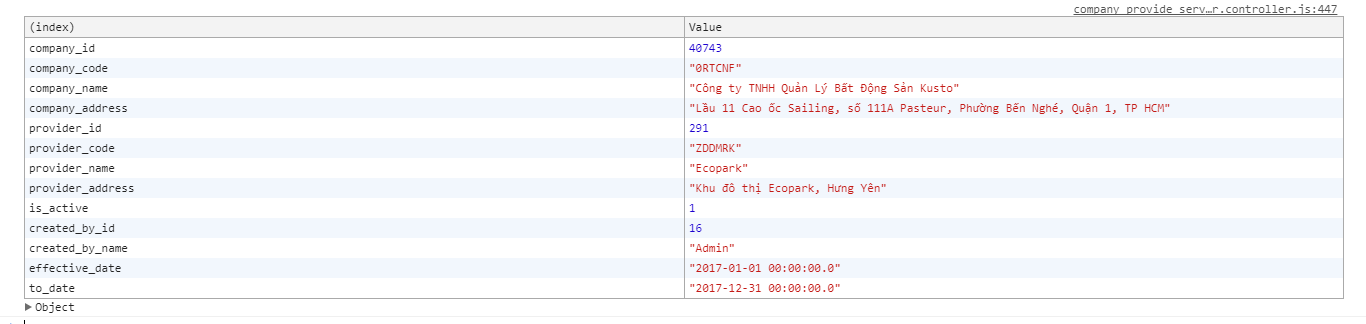 company provide serv…r.controller.js:447
(index) Value
company_id 40743
company_code "0RTCNF"
company_name "Công ty TNHH Quản Lý Bất Động Sản Kusto"
company_address "Lầu 11 Cao ốc Sailing, số 111A Pasteur, Phường Bến Nghé, Quận 1, TP HCM"
provider_id 291
provider_code "ZDDMRK"
provider_name "Ecopark"
provider_address "Khu đô thị Ecopark, Hưng Yên"
is_active 1
created_by_id 16
created_by_name "Admin"
effective_date "2017-01-01 00:00:00.0"
to_date "2017-12-31 00:00:00.0"
Object